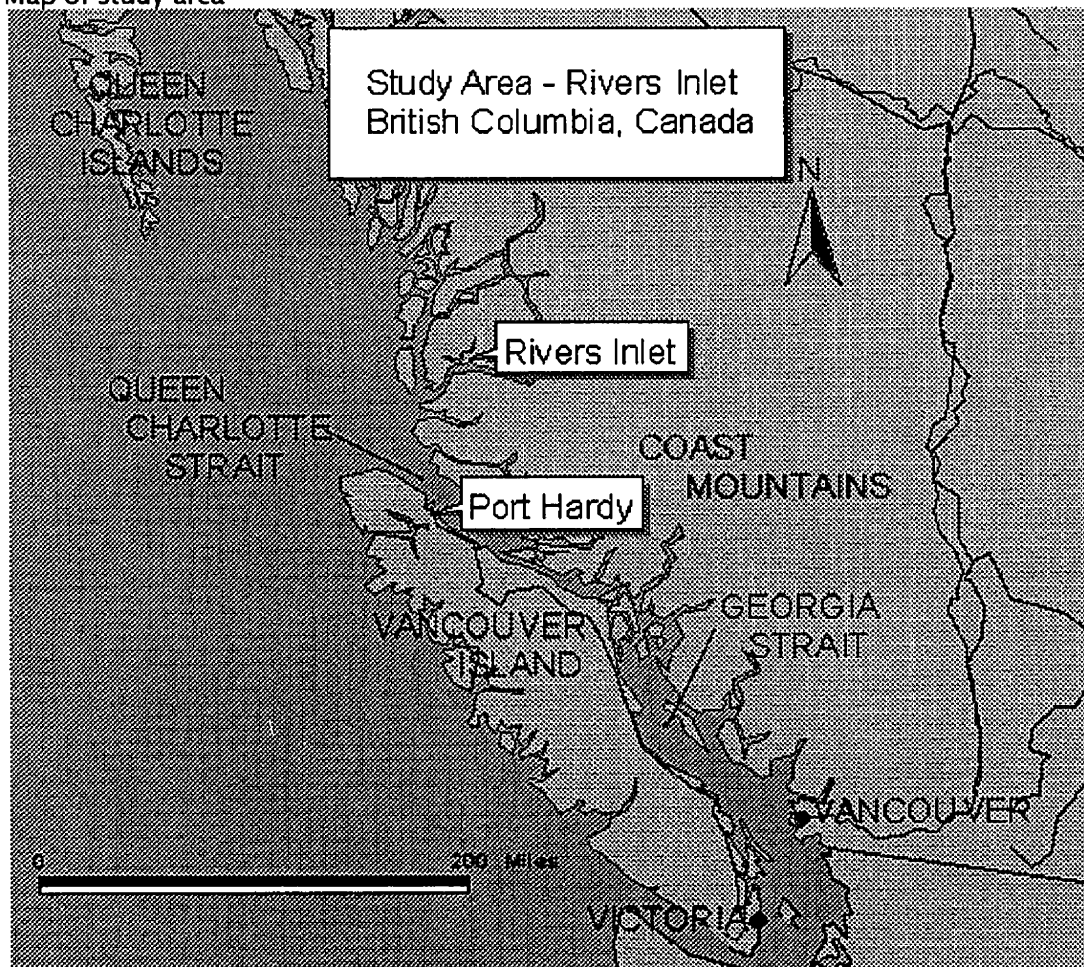 Map of study area
QUEEN
CHARLOTTE
ISLANDS
Study Area - Rivers Inlet
British Columbia, Canada
N
Rivers Inlet
QUEEN
CHARLOTTE
STRAIT
COAST
MOUNTAINS
Port Hardy
GEORGIA
STRAIT
VANCOUVER
ISLAND
VANCOUVER
0 200 Miles
VICTORIA